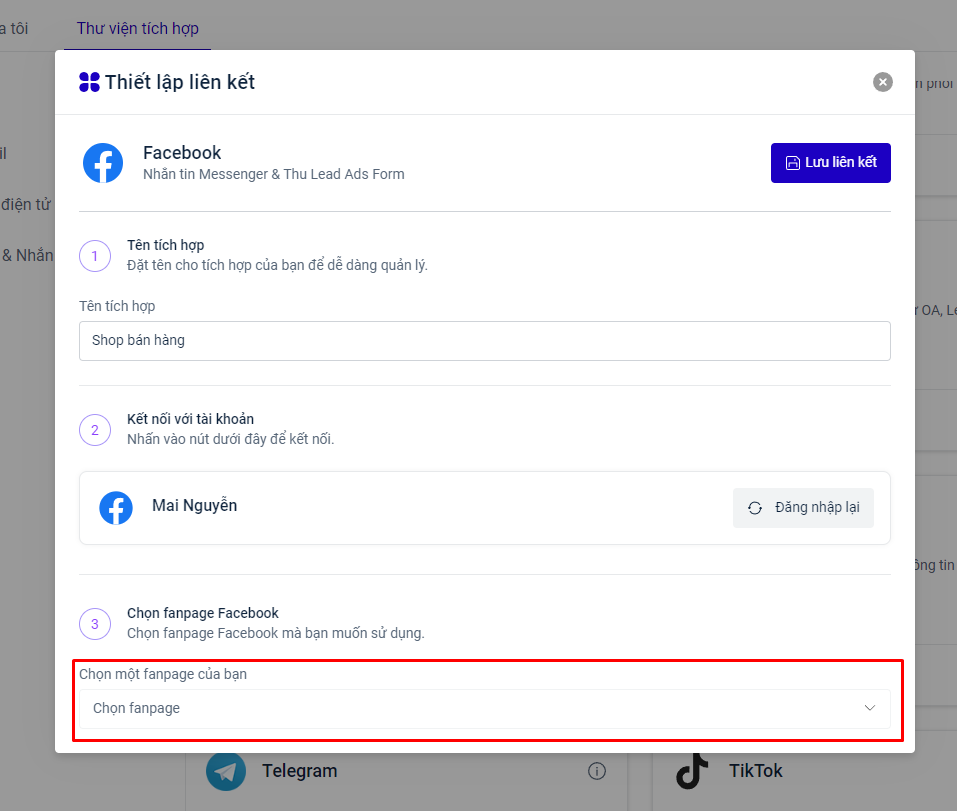 a tôi
Thư viện tích hợp
Thiết lập liên kết
n phối
Facebook
Nhắn tin Messenger & Thu Lead Ads Form
Lưu liên kết
il
điện tử
& Nhắn
1
Tên tích hợp
Đặt tên cho tích hợp của bạn để dễ dàng quản lý.
Tên tích hợp
r OA, Le
Shop bán hàng
2
Kết nối với tài khoản
Nhấn vào nút dưới đây để kết nối.
Mai Nguyễn
Đăng nhập lại
ông tin
3
Chọn fanpage Facebook
Chọn fanpage Facebook mà bạn muốn sử dụng.
Chọn một fanpage của bạn
Chọn fanpage
Telegram
TikTok